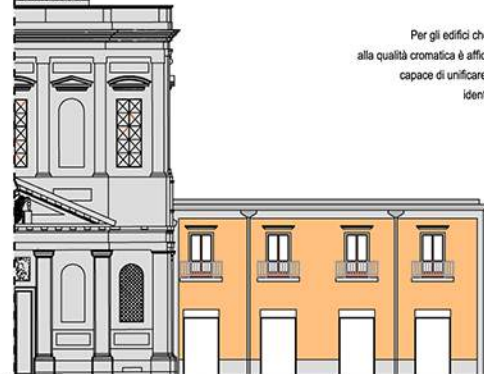 Per gli edifici che
alla qualità cromatica è affid
capace di unificare
ident